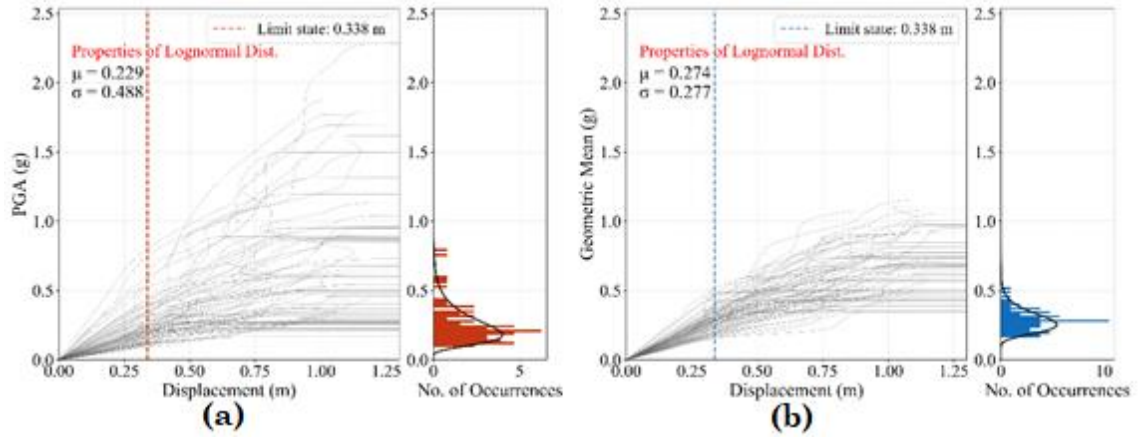 2.5
2.0
1.5
1.0
0.5
0.0
PGA (g)
Limit state: 0.338 m
Properties of Lognormal Dist.
μ = 0.229
σ = 0.488
0.00 0.25 0.50 0.75 1.00 1.25
Displacement (m)
2.5
2.0
1.5
1.0
0.5
0.0
0 5
No. of Occurrences
(a)
2.5
2.0
1.5
1.0
0.5
0.0
Geometric Mean (g)
Limit state: 0.338 m
Properties of Lognormal Dist.
μ = 0.274
σ = 0.277
0.00 0.25 0.50 0.75 1.00 1.25
Displacement (m)
2.5
2.0
1.5
1.0
0.5
0.0
0 10
No. of Occurrences
(b)